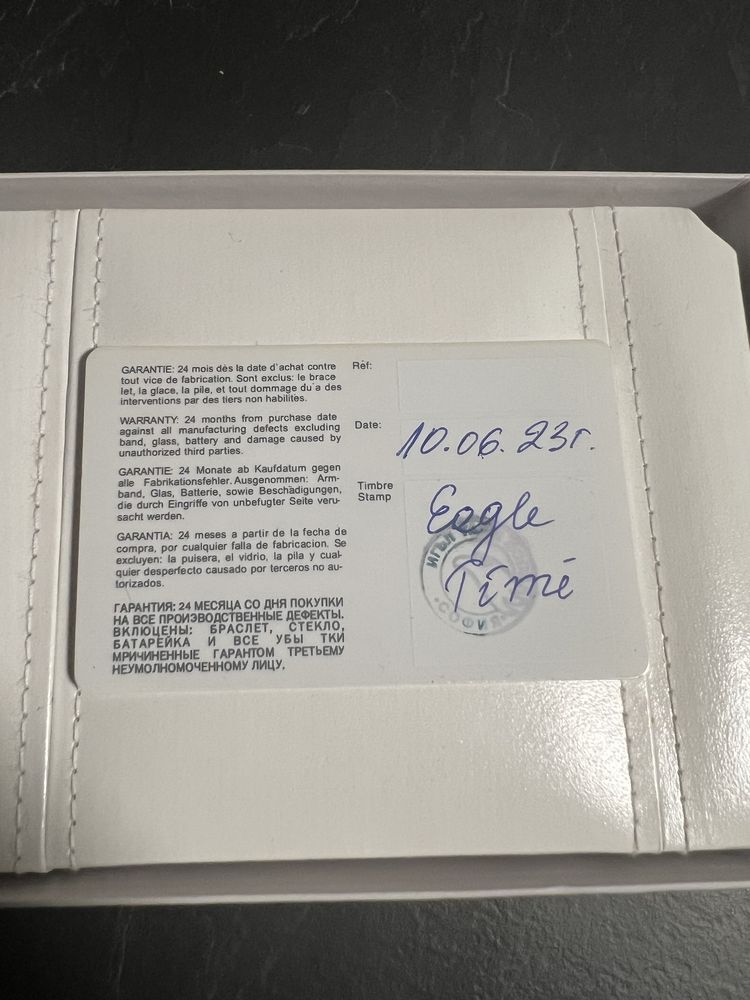 GARANTIE: 24 mois dès la date d'achat contre
tout vice de fabrication. Sont exclus: le brace
let, la glace, la pile, et tout dommage du a des
interventions par des tiers non habilités.
WARRANTY: 24 months from purchase date
against all manufacturing defects excluding
band, glass, battery and damage caused by
unauthorized third parties.
GARANTIE: 24 Monate ab Kaufdatum gegen
alle Fabrikationsfehler. Ausgenommen: Arm-
band, Glas, Batterie, sowie Beschädigungen,
die durch Eingriffe von unbefugter Seite veru-
sacht werden.
GARANTIA: 24 meses a partir de la fecha de
compra, por cualquier falla de fabricacion. Se
excluyen: la puisera, el vidrio, la pila y cual-
quier desperfecto causado por terceros no au-
torizados.
ГАРАНТИЯ: 24 МЕСЯЦА СО ДНЯ ПОКУПКИ
НА ВСЕ ПРОИЗВОДСТВЕННЫЕ ДЕФЕКТЫ.
ВКЛЮЦЕНЫ: БРАСЛЕТ, СТЕКЛО,
БАТАРЕЙКА И ВСЕ УБЫ ТКИ
МРИЧИНЕННЫЕ ГАРАНТОМ ТРЕТЬЕМУ
НЕУМОЛНОМОЧЕННОМУ ЛИЦУ.
Réf:
Date:
10.06.23г.
Timbre
Stamp
Eagle
Time
ИГЪЛ
СОФИЯ